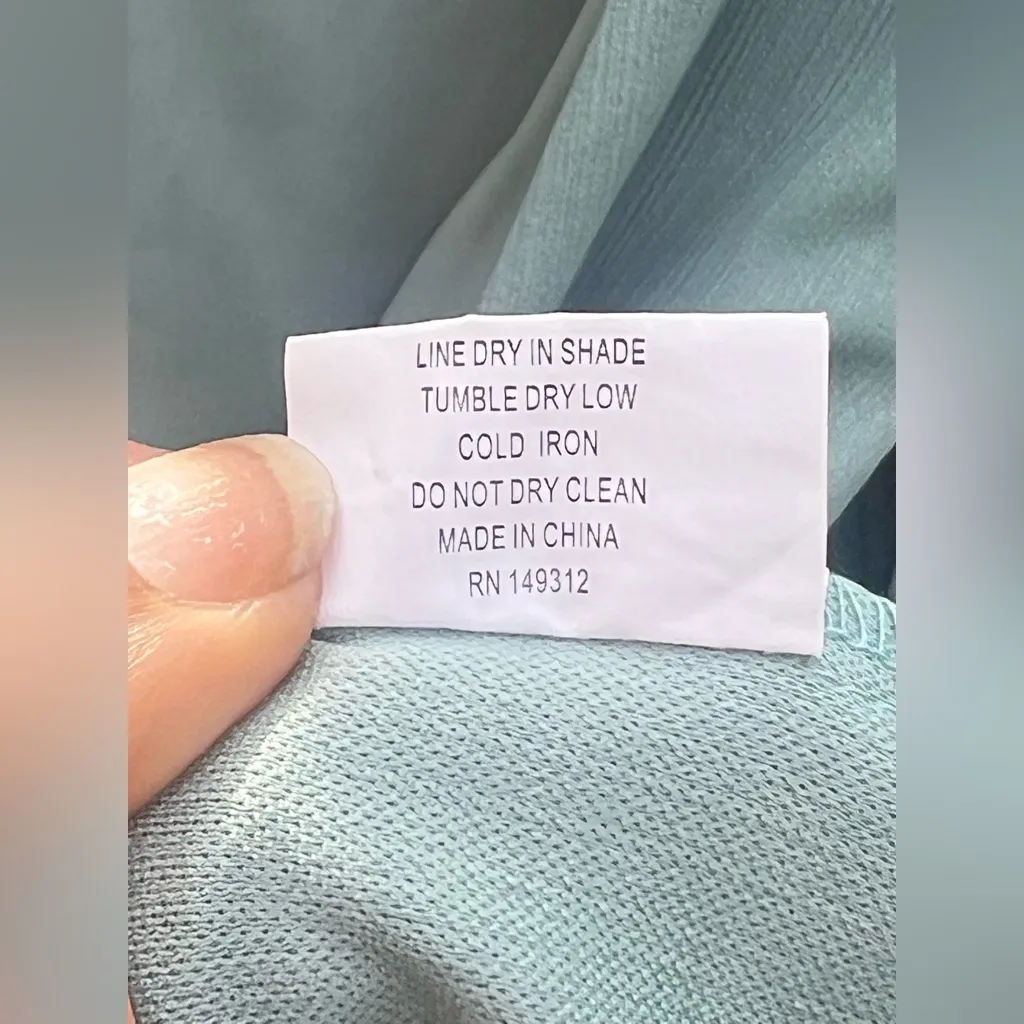 LINE DRY IN SHADE
TUMBLE DRY LOW
COLD IRON
DO NOT DRY CLEAN
MADE IN CHINA
RN 149312